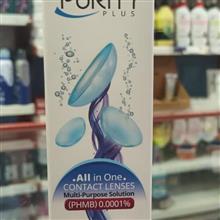 PURITY
PLUS
.All in One.
CONTACT LENSES
Multi-Purpose Solution
(PHMB) 0.0001%